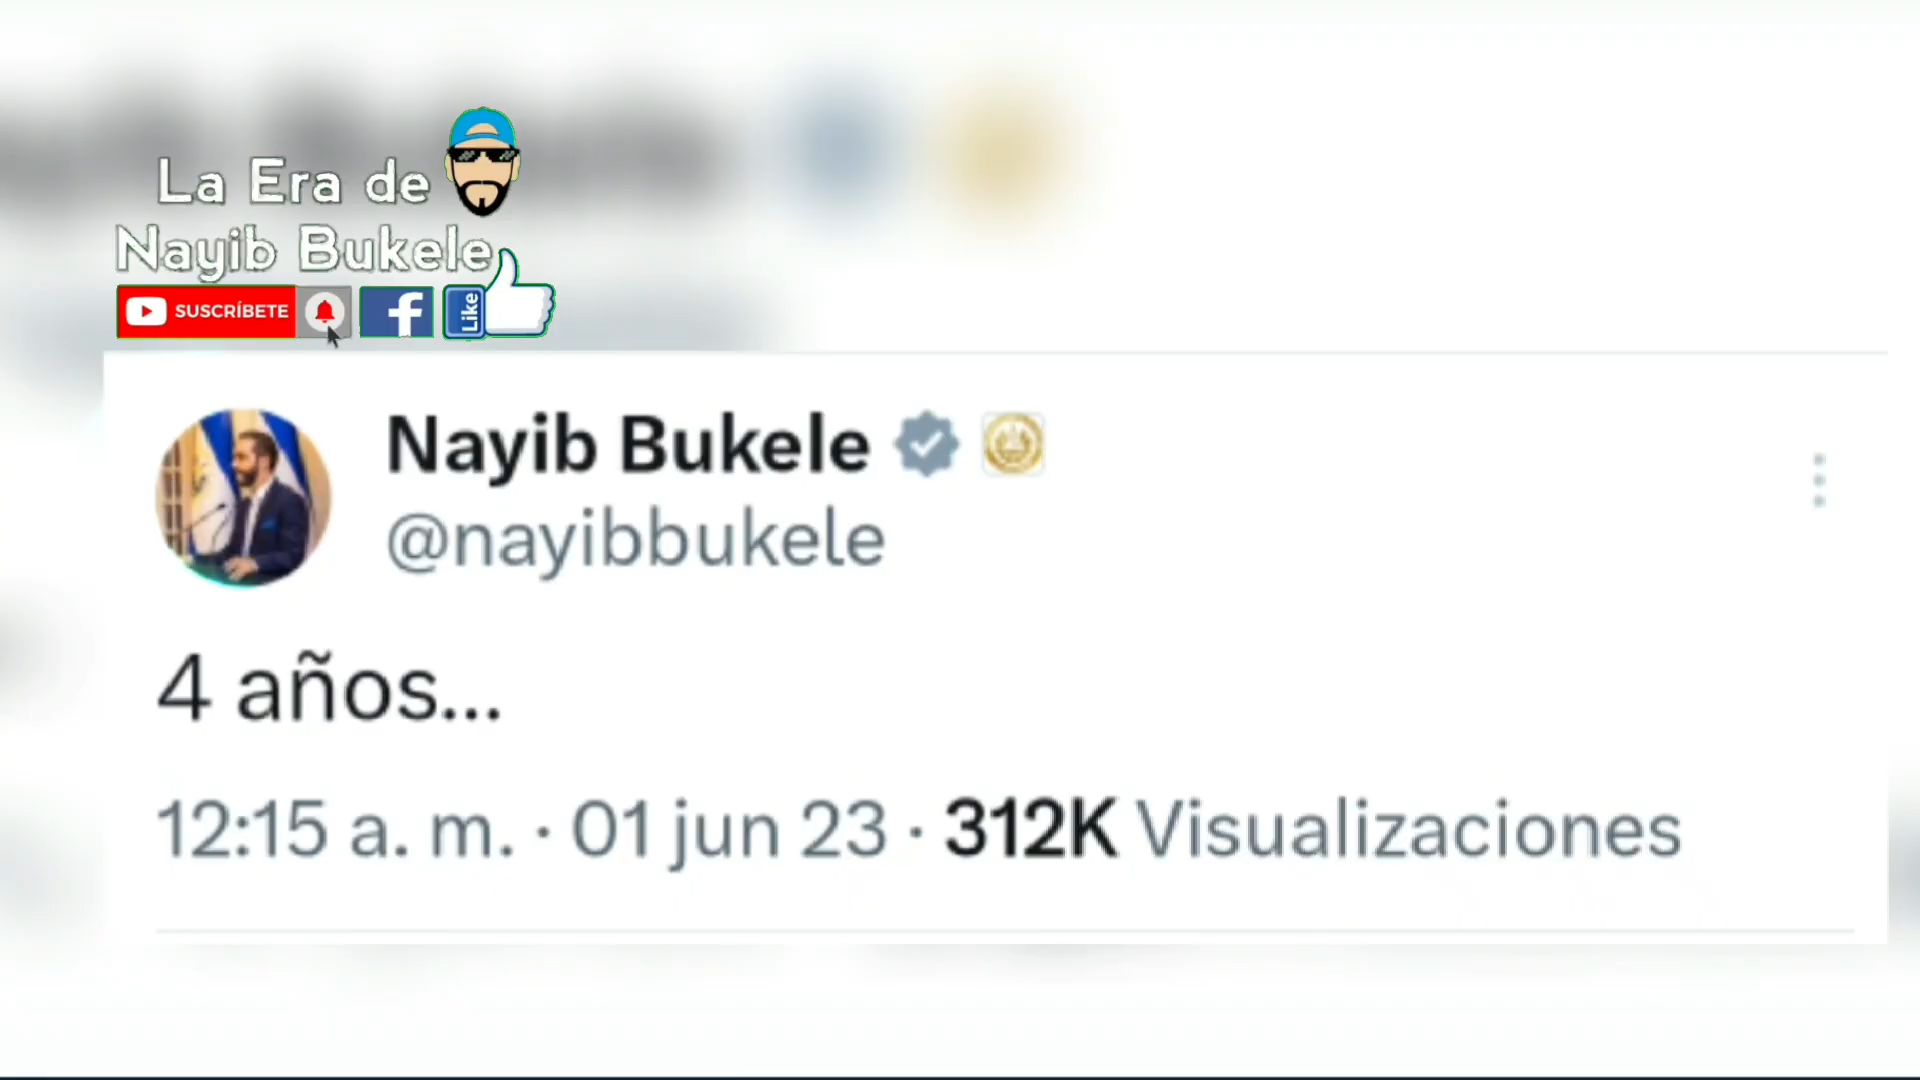 La Era de
Nayib Bukele
SUSCRÍBETE
Like
Nayib Bukele
@nayibbukele
4 años...
12:15 a. m. · 01 jun 23 · 312K Visualizaciones